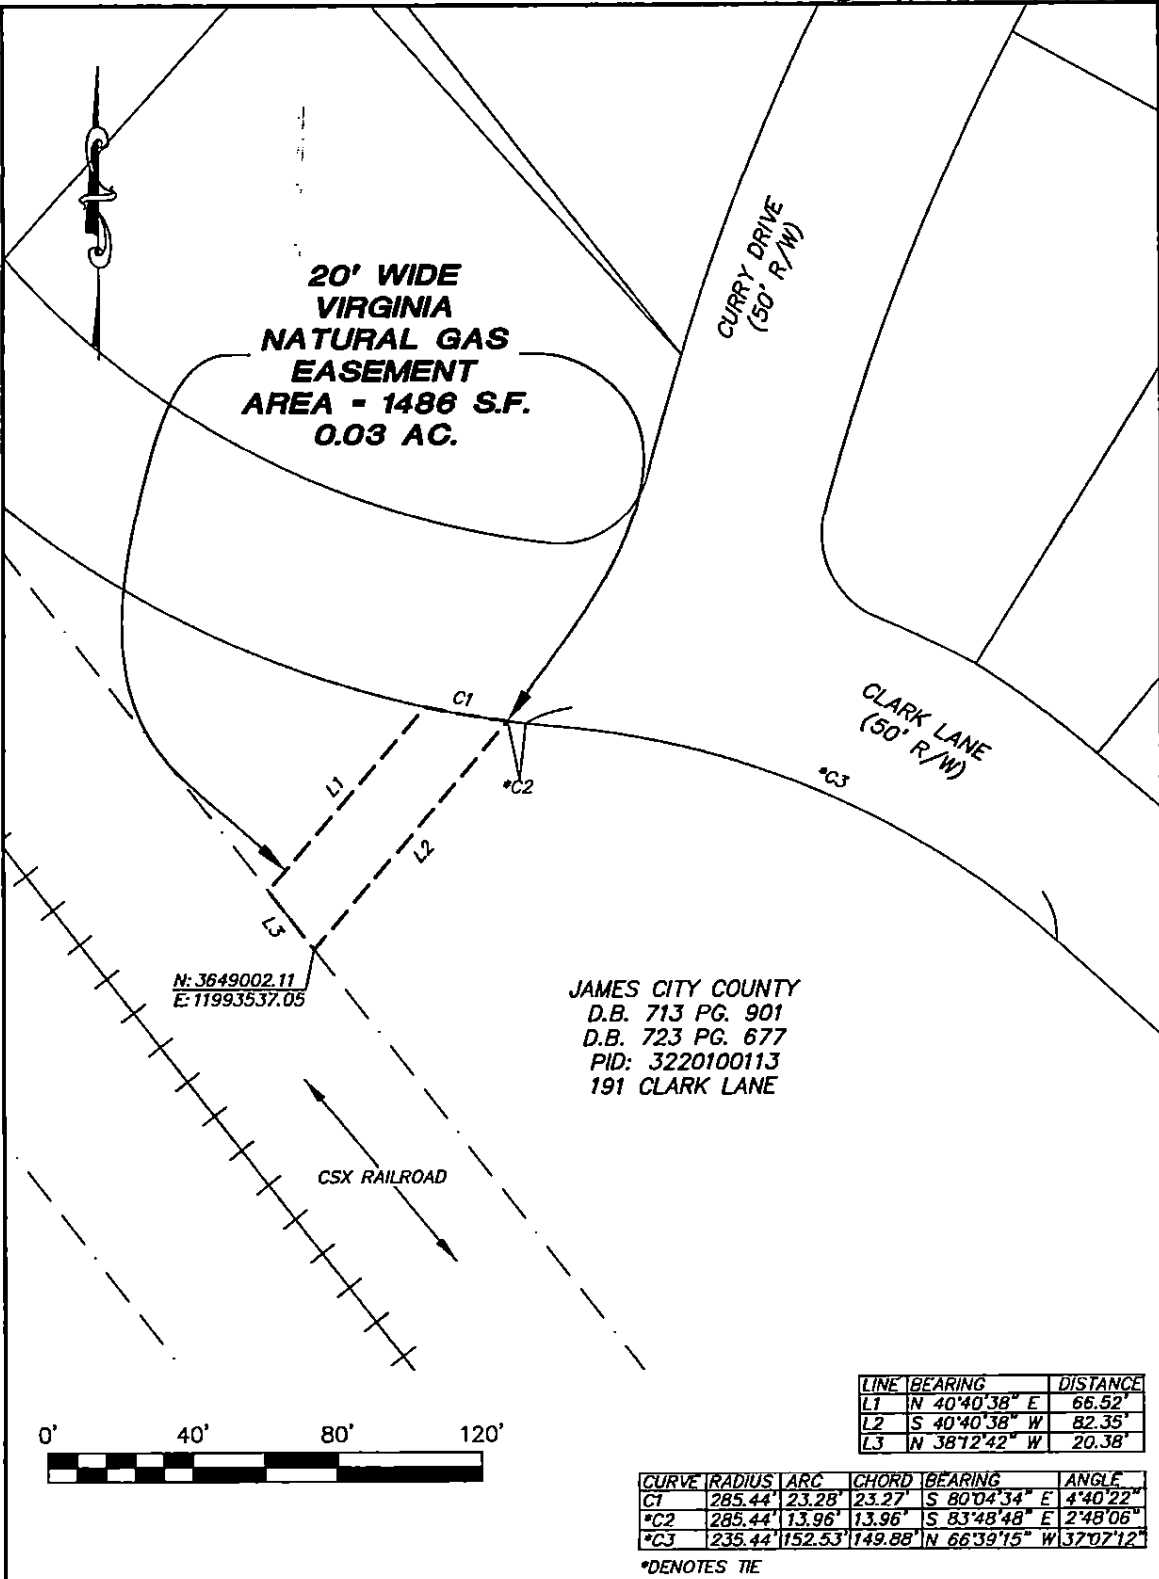 20' WIDE
VIRGINIA
NATURAL GAS
EASEMENT
AREA = 1486 S.F.
0.03 AC.
CURRY DRIVE
(50' R/W)
CLARK LANE
(50' R/W)
C1
*C2
*C3
L1
L2
L3
N: 3649002.11
E: 11993537.05
JAMES CITY COUNTY
D.B. 713 PG. 901
D.B. 723 PG. 677
PID: 3220100113
191 CLARK LANE
CSX RAILROAD
0' 40' 80' 120'
LINE BEARING DISTANCE
L1 N 40°40'38" E 66.52'
L2 S 40°40'38" W 82.35'
L3 N 38°12'42" W 20.38'
CURVE RADIUS ARC CHORD BEARING ANGLE
C1 285.44' 23.28' 23.27' S 80°04'34" E 4°40'22"
*C2 285.44' 13.96' 13.96' S 83°48'48" E 2°48'06"
*C3 235.44' 152.53' 149.88' N 66°39'15" W 37°07'12"
*DENOTES TIE